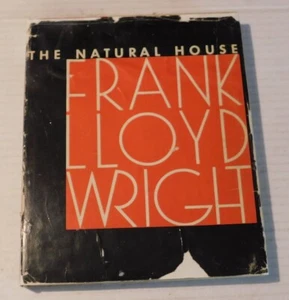 THE NATURAL HOUSE
FRANK
LLOYD
WRIGHT